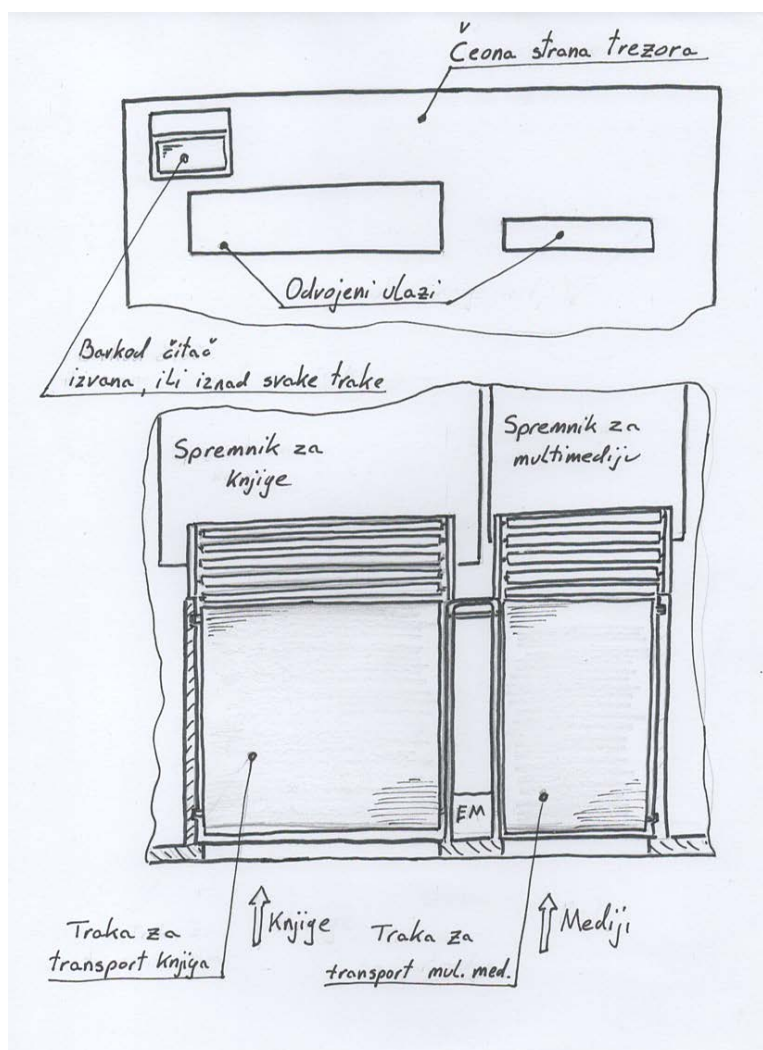 Čeona strana trezora
Odvojeni ulazi
Barkod čitač
izvana, ili iznad svake trake
Spremnik za
knjige
Spremnik za
multimediju
EM
Traka za
transport knjiga
Knjige
Traka za
transport mul. med.
Mediji